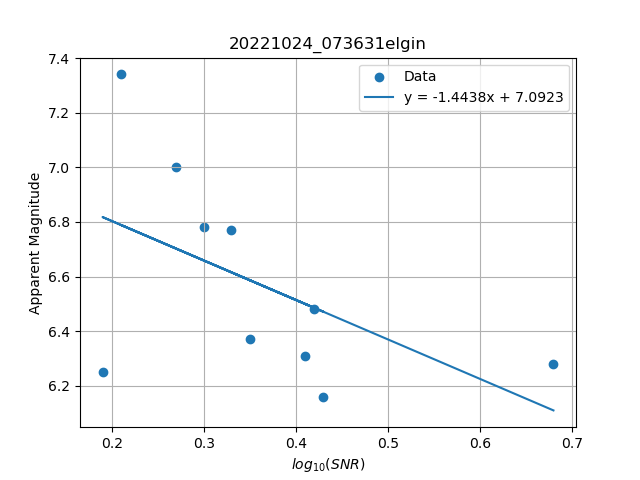 20221024_073631elgin
Data
y = -1.4438x + 7.0923
Apparent Magnitude
7.4
7.2
7.0
6.8
6.6
6.4
6.2
0.2 0.3 0.4 0.5 0.6 0.7
log10(SNR)